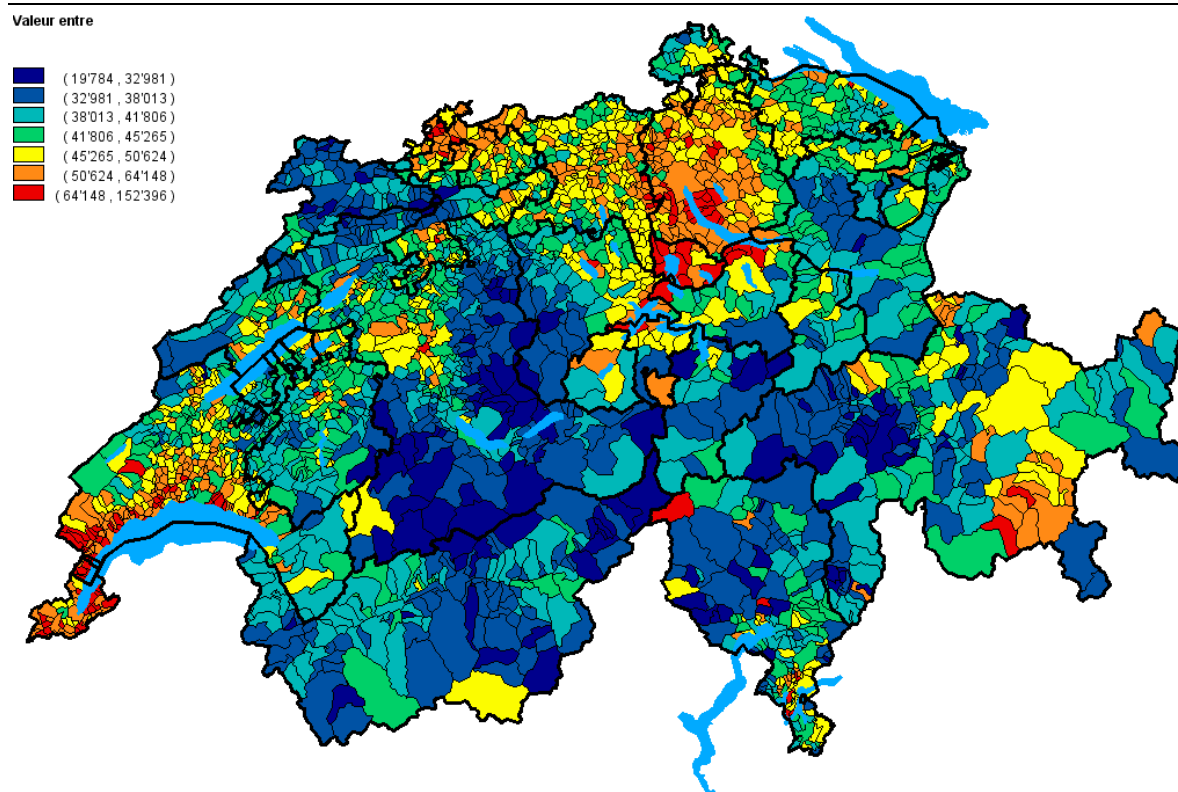 Valeur entre
( 19'784 , 32'981 )
( 32'981 , 38'013 )
( 38'013 , 41'806 )
( 41'806 , 45'265 )
( 45'265 , 50'624 )
( 50'624 , 64'148 )
( 64'148 , 152'396 )